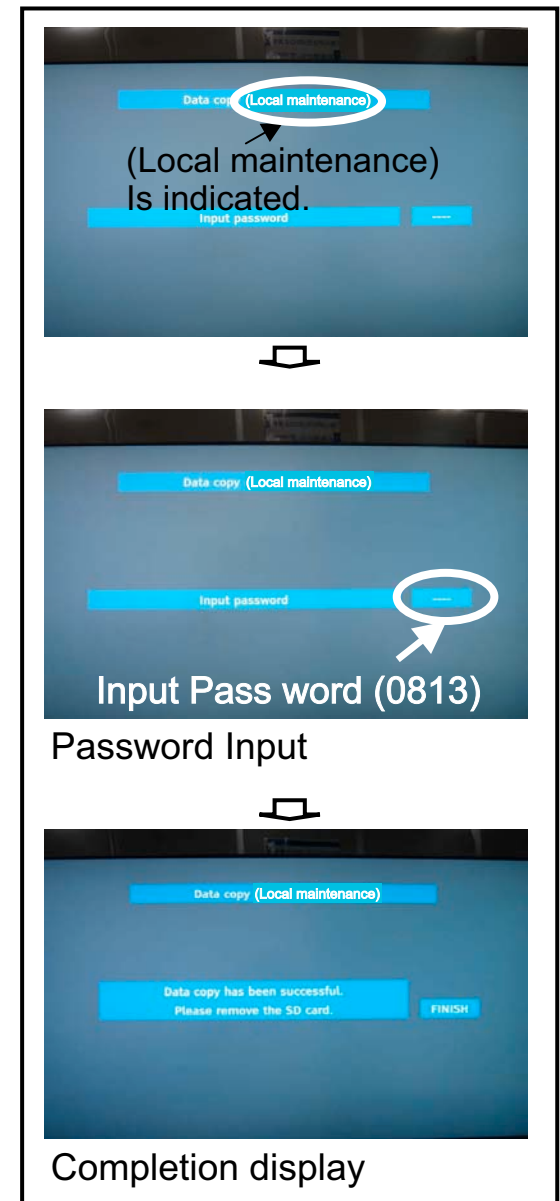 Data cop (Local maintenance)
(Local maintenance)
Is indicated.
Input password ----
Data copy (Local maintenance)
Input password ----
Input Pass word (0813)
Password Input
Data copy (Local maintenance)
Data copy has been successful.
Please remove the SD card.
FINISH
Completion display